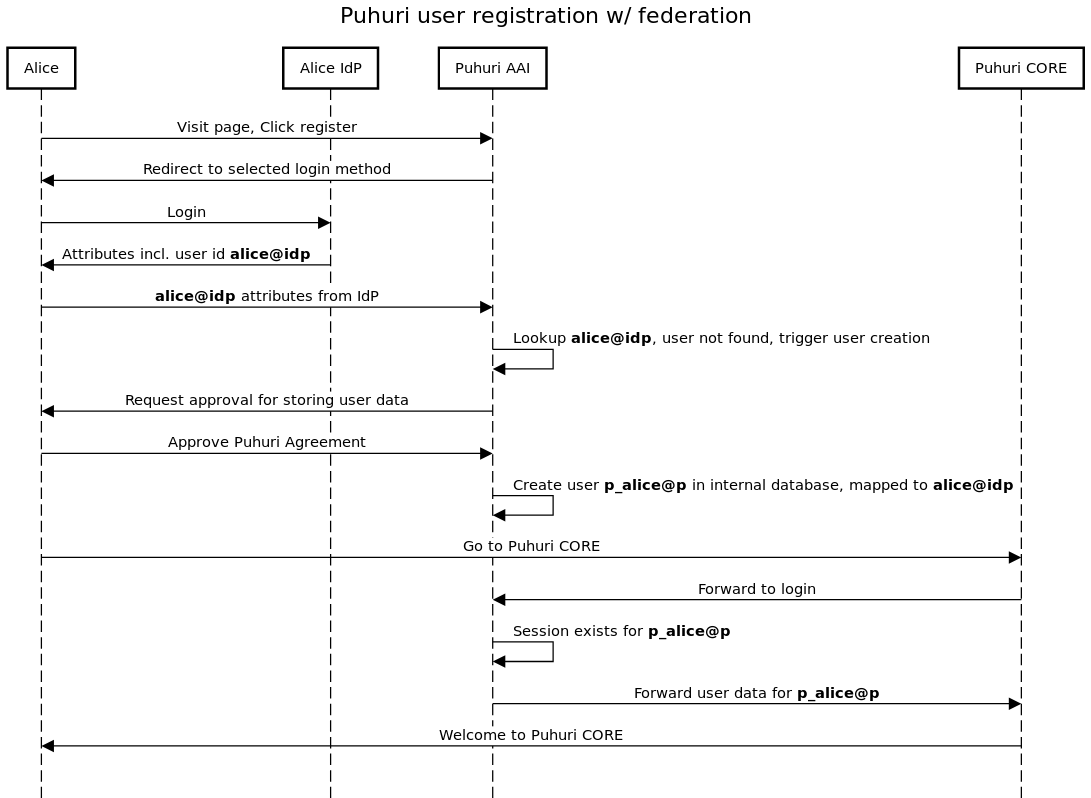 Puhuri user registration w/ federation
Alice
Alice IdP
Puhuri AAI
Puhuri CORE
Visit page, Click register
Redirect to selected login method
Login
Attributes incl. user id alice@idp
alice@idp attributes from IdP
Lookup alice@idp, user not found, trigger user creation
Request approval for storing user data
Approve Puhuri Agreement
Create user p_alice@p in internal database, mapped to alice@idp
Go to Puhuri CORE
Forward to login
Session exists for p_alice@p
Forward user data for p_alice@p
Welcome to Puhuri CORE